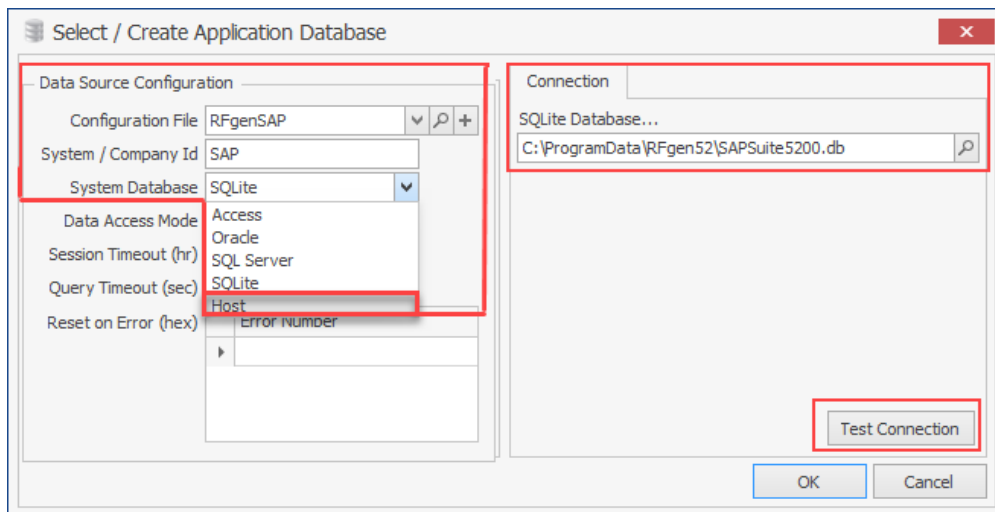 Select / Create Application Database
Data Source Configuration
Configuration File RFgenSAP
System / Company Id SAP
System Database SQLite
Data Access Mode
Access
Oracle
Session Timeout (hr)
SQL Server
Query Timeout (sec)
SQLite
Host
Reset on Error (hex)
Error Number
Connection
SQLite Database...
C:\ProgramData\RFgen52\SAPSuite5200.db
Test Connection
OK
Cancel